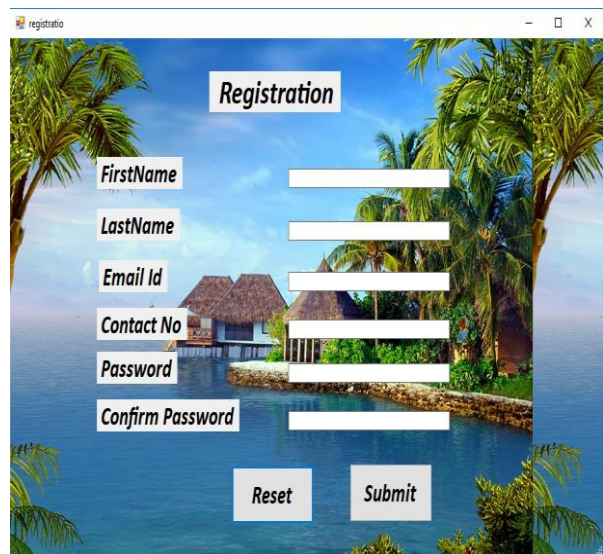 registratio
Registration
FirstName
LastName
Email Id
Contact No
Password
Confirm Password
Reset
Submit